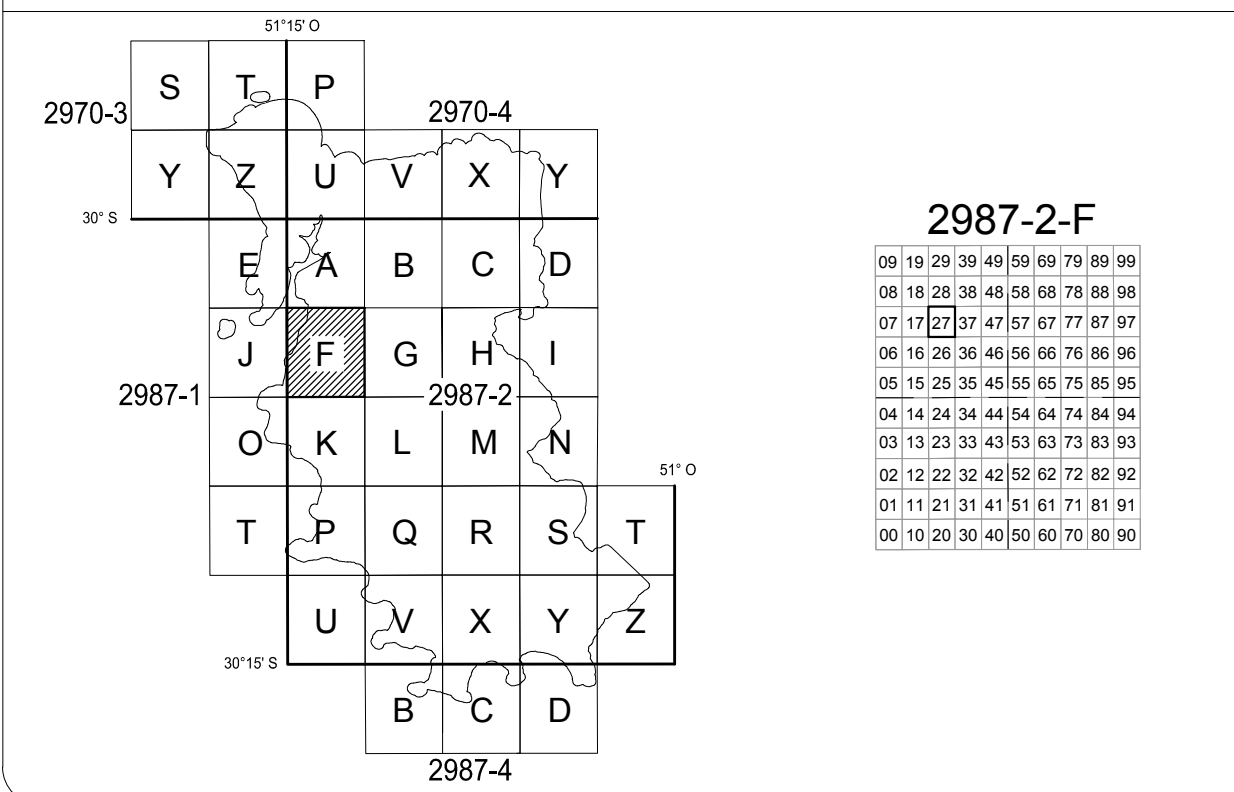 51°15' O
S T P
2970-3 2970-4
Y Z U V X Y
30° S
E A B C D
J F G H I
2987-1 2987-2
O K L M N
51° O
T P Q R S T
U V X Y Z
30°15' S
B C D
2987-4
2987-2-F
09 19 29 39 49 59 69 79 89 99
08 18 28 38 48 58 68 78 88 98
07 17 27 37 47 57 67 77 87 97
06 16 26 36 46 56 66 76 86 96
05 15 25 35 45 55 65 75 85 95
04 14 24 34 44 54 64 74 84 94
03 13 23 33 43 53 63 73 83 93
02 12 22 32 42 52 62 72 82 92
01 11 21 31 41 51 61 71 81 91
00 10 20 30 40 50 60 70 80 90